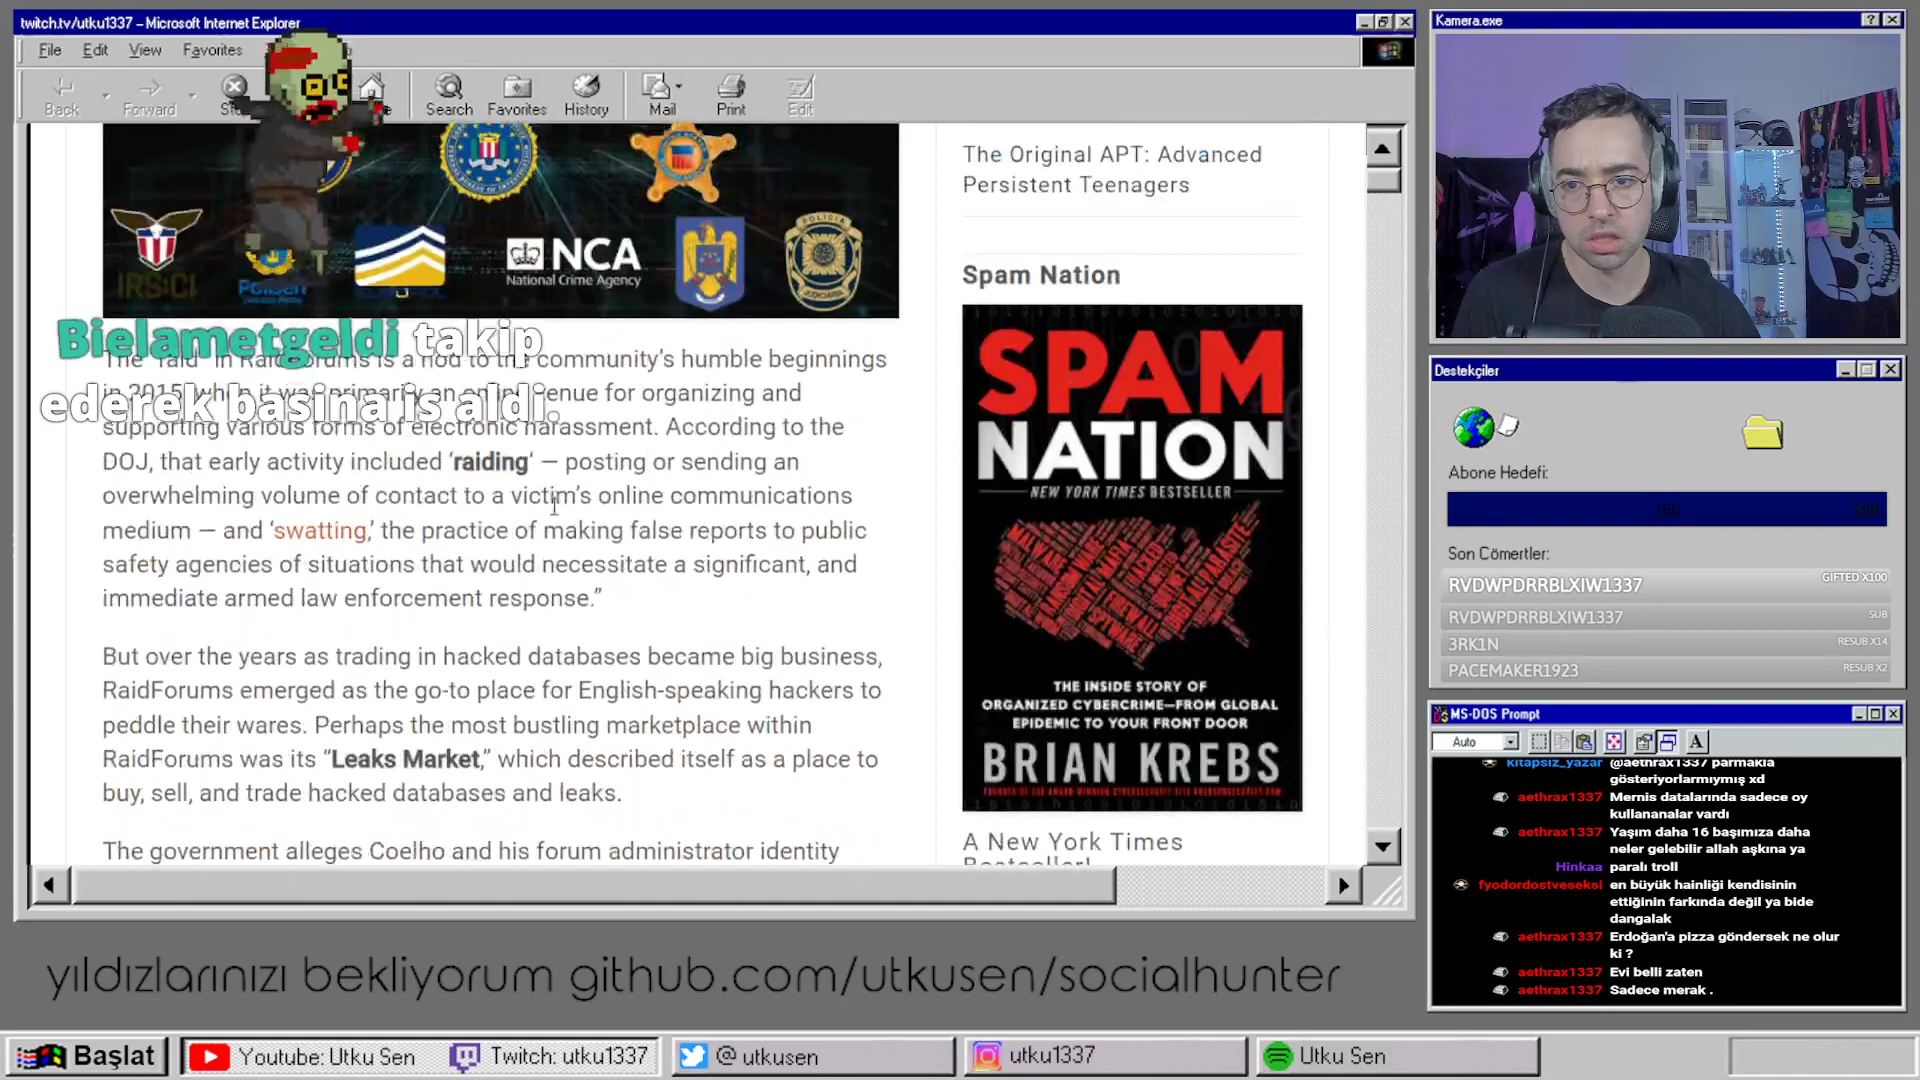 twitch.tv/utku1337 – Microsoft Internet Explorer
File Edit View Favorites
Back Forward Search Favorites History Mail Print Edit
IRS:CI
NCA
National Crime Agency
Bielametgeldi takip
ederek basina is aldi.
community's humble beginnings
for organizing and
supporting various forms of electronic harassment. According to the
DOJ, that early activity included 'raiding' — posting or sending an
overwhelming volume of contact to a victim's online communications
medium — and 'swatting,' the practice of making false reports to public
safety agencies of situations that would necessitate a significant, and
immediate armed law enforcement response."
But over the years as trading in hacked databases became big business,
RaidForums emerged as the go-to place for English-speaking hackers to
peddle their wares. Perhaps the most bustling marketplace within
RaidForums was its "Leaks Market," which described itself as a place to
buy, sell, and trade hacked databases and leaks.
The government alleges Coelho and his forum administrator identity
The Original APT: Advanced
Persistent Teenagers
Spam Nation
SPAM
NATION
NEW YORK TIMES BESTSELLER
THE INSIDE STORY OF
ORGANIZED CYBERCRIME—FROM GLOBAL
EPIDEMIC TO YOUR FRONT DOOR
BRIAN KREBS
A New York Times
Bestseller!
yıldızlarınızı bekliyorum github.com/utkusen/socialhunter
Kamera.exe
Destekçiler
Abone Hedefi:
Son Cömertler:
RVDWPDRRBLXIW1337 GIFTED X100
RVDWPDRRBLXIW1337 SUB
3RK1N RESUB X14
PACEMAKER1923 RESUB X2
MS-DOS Prompt
Auto
kitapsiz_yazar @aethrax1337 parmakla
gösteriyorlarmıymış xd
aethrax1337 Mernis datalarında sadece oy
kullananalar vardı
aethrax1337 Yaşım daha 16 başımıza daha
neler gelebilir allah aşkına ya
Hinkaa paralı troll
fyodordostveseksi en büyük hainliği kendisinin
ettiğinin farkında değil ya bide
dangalak
aethrax1337 Erdoğan'a pizza göndersek ne olur
ki ?
aethrax1337 Evi belli zaten
aethrax1337 Sadece merak .
Başlat
Youtube: Utku Sen
Twitch: utku1337
@utkusen
utku1337
Utku Sen